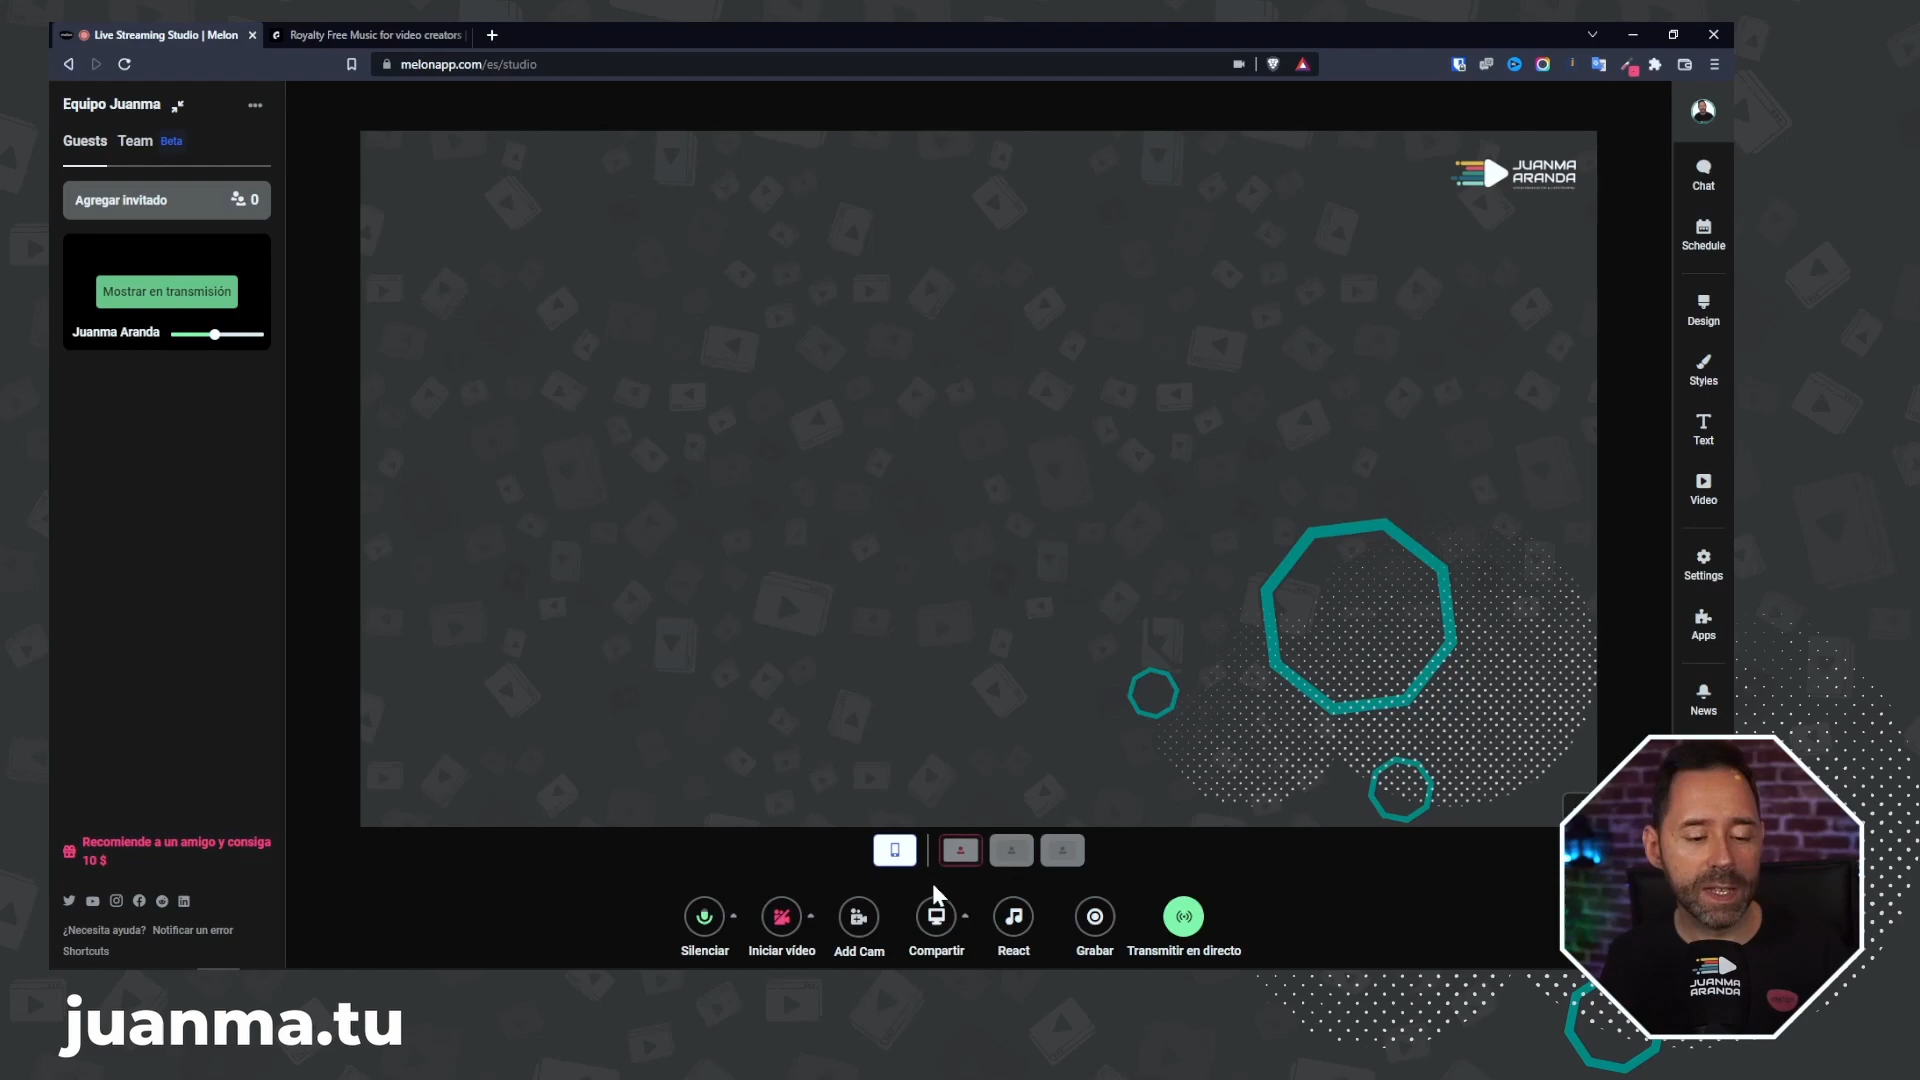 Live Streaming Studio | Melon
Royalty Free Music for video creators |
melonapp.com/es/studio
Equipo Juanma
Guests Team Beta
Agregar invitado 0
Mostrar en transmisión
Juanma Aranda
JUANMA
ARANDA
Chat
Schedule
Design
Styles
Text
Video
Settings
Apps
News
Recomiende a un amigo y consiga
10 $
¿Necesita ayuda? Notificar un error
Shortcuts
Silenciar
Iniciar vídeo
Add Cam
Compartir
React
Grabar
Transmitir en directo
JUANMA
ARANDA
juanma.tu